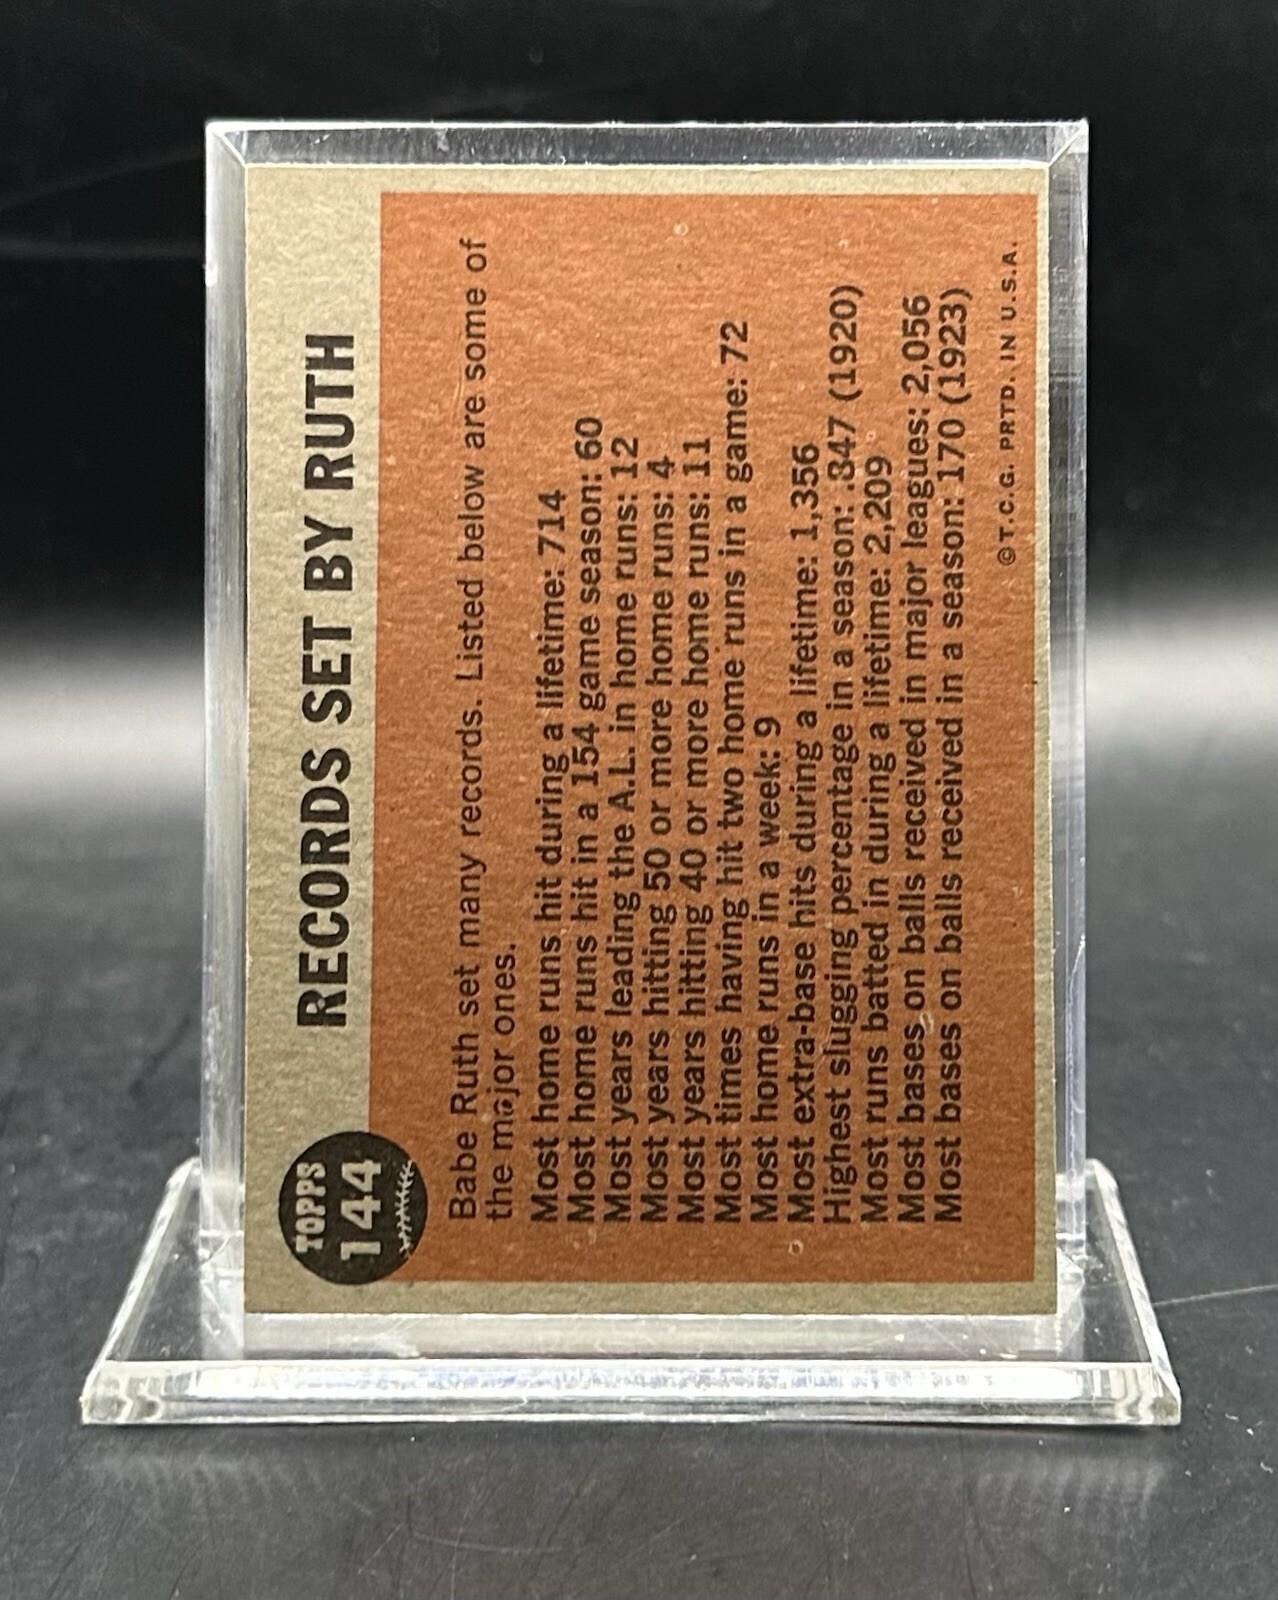 TOPPS
144
RECORDS SET BY RUTH
Babe Ruth set many records. Listed below are some of
the major ones.
Most home runs hit during a lifetime: 714
Most home runs hit in a 154 game season: 60
Most years leading the A.L. in home runs: 12
Most years hitting 50 or more home runs: 4
Most years hitting 40 or more home runs: 11
Most times having hit two home runs in a game: 72
Most home runs in a week: 9
Most extra-base hits during a lifetime: 1,356
Highest slugging percentage in a season: .847 (1920)
Most runs batted in during a lifetime: 2,209
Most bases on balls received in major leagues: 2,056
Most bases on balls received in a season: 170 (1923)
©T.C.G. PRTD. IN U.S.A.